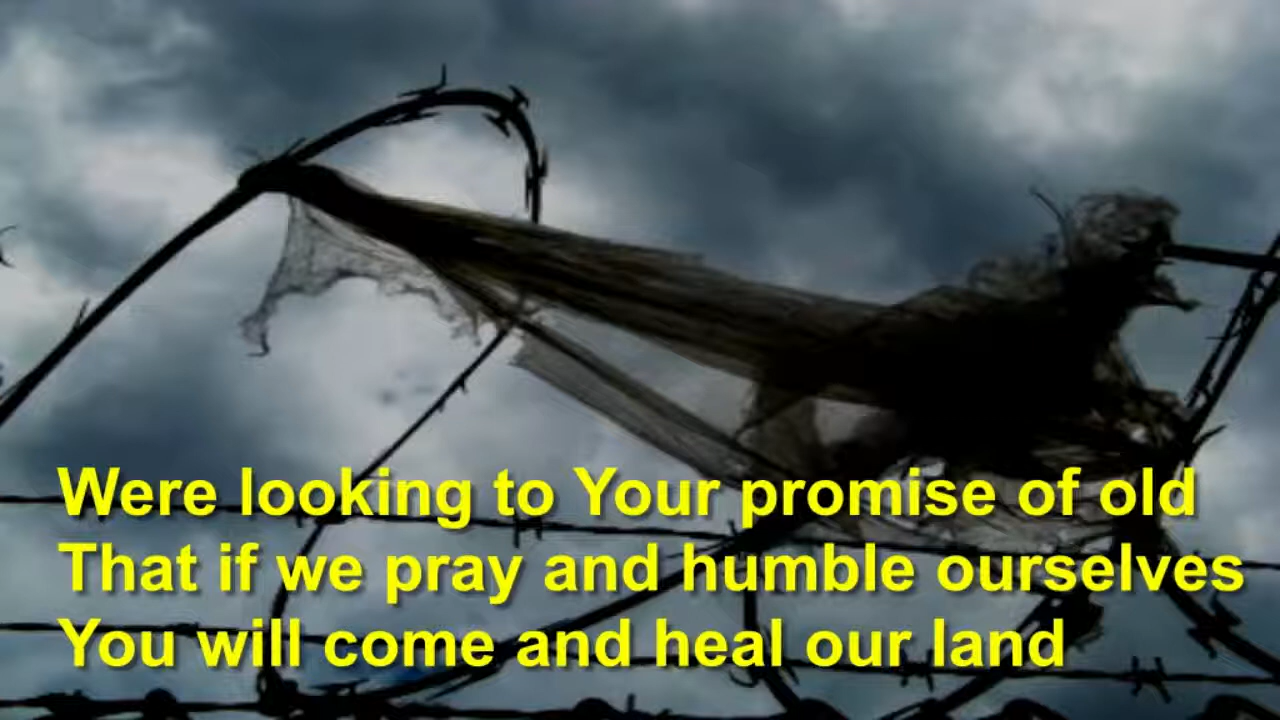 Were looking to Your promise of old
That if we pray and humble ourselves
You will come and heal our land